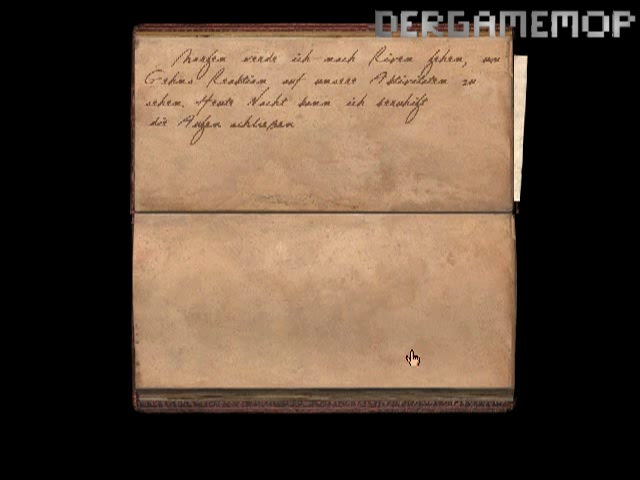 DERGAMEMOP
Morgen werde ich nach Riven gehen, um
Gehns Reaktion auf unsere Aktivitäten zu
sehen. Heute Nacht kann ich beruhigt
die Augen schließen